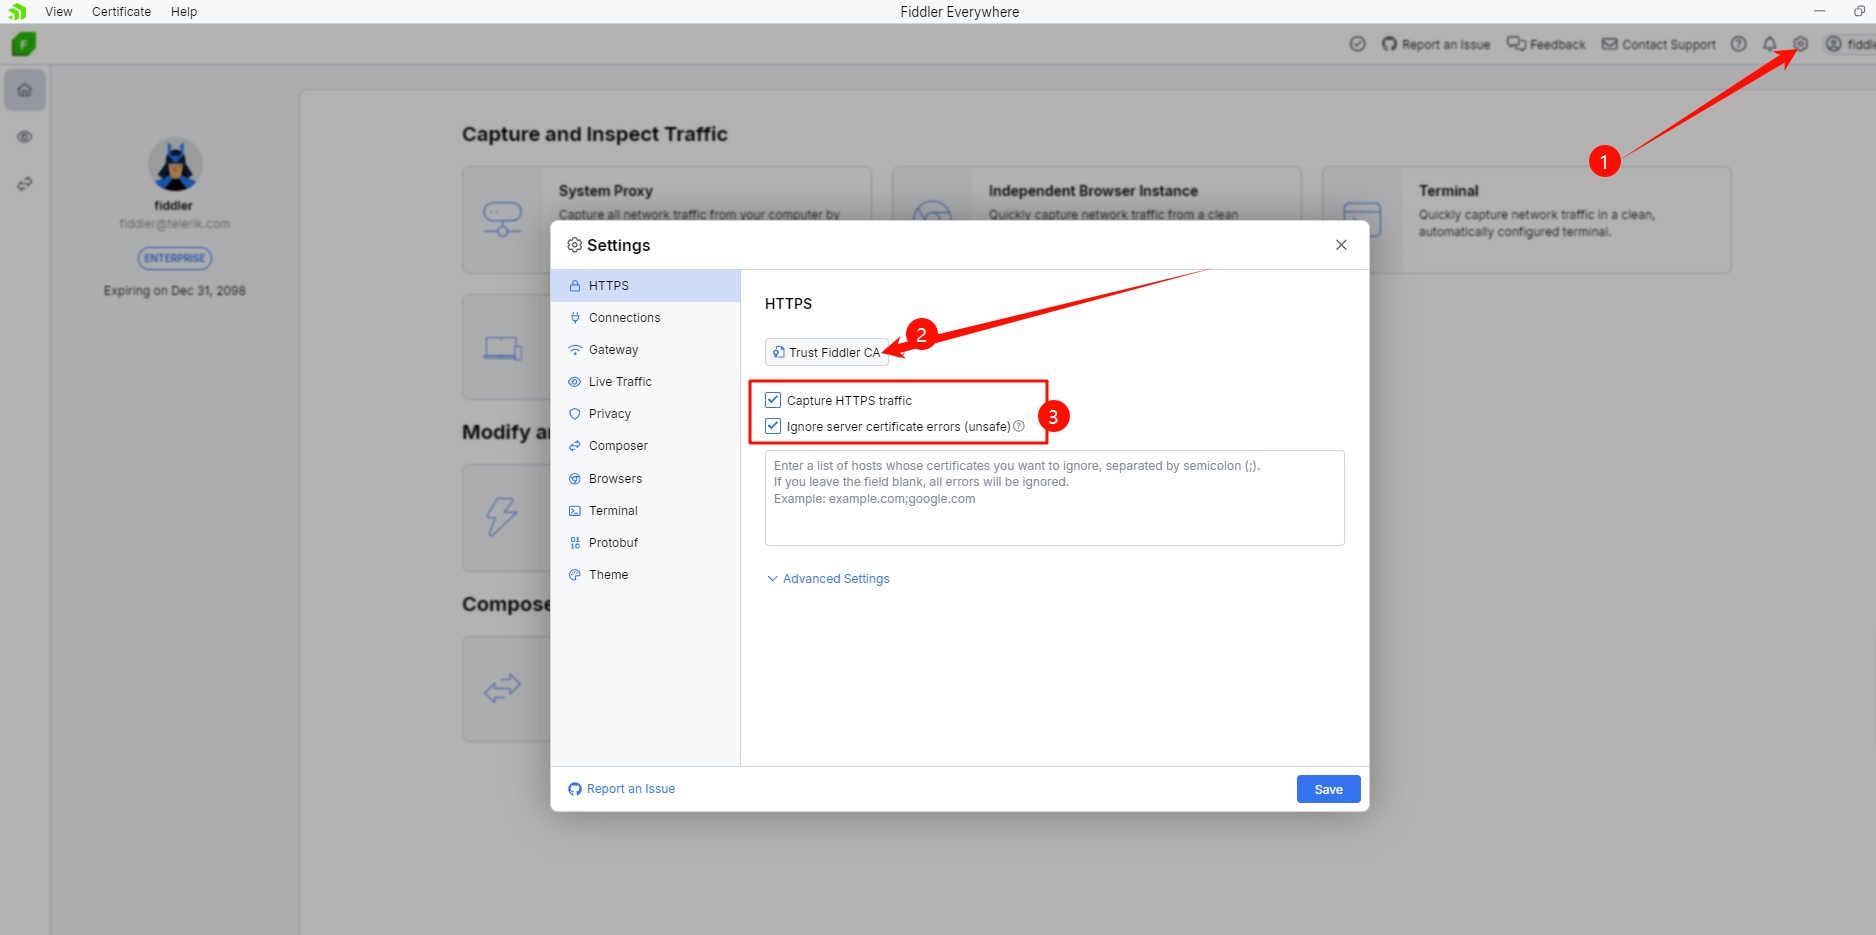 View Certificate Help
Fiddler Everywhere
F
Report an Issue Feedback Contact Support
1
fiddler
fiddler@telerik.com
ENTERPRISE
Expiring on Dec 31, 2098
Capture and Inspect Traffic
System Proxy
Capture all network traffic from your computer by
Independent Browser Instance
Quickly capture network traffic from a clean
Terminal
Quickly capture network traffic in a clean,
automatically configured terminal.
Modify
Compose
Settings
HTTPS
Connections
Gateway
Live Traffic
Privacy
Composer
Browsers
Terminal
Protobuf
Theme
HTTPS
2
Trust Fiddler CA
Capture HTTPS traffic
Ignore server certificate errors (unsafe)
3
Enter a list of hosts whose certificates you want to ignore, separated by semicolon (;).
If you leave the field blank, all errors will be ignored.
Example: example.com;google.com
Advanced Settings
Report an Issue
Save